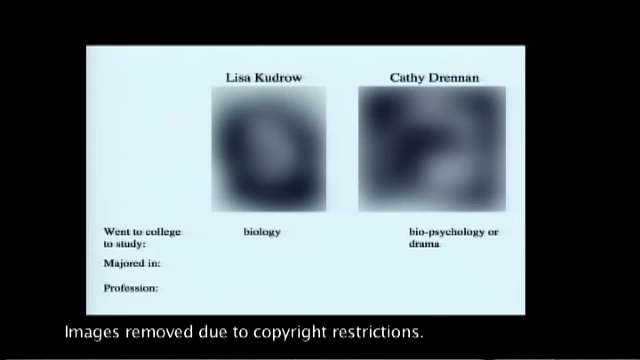 Lisa Kudrow Cathy Drennan
Went to college biology bio-psychology or
to study: drama
Majored in:
Profession:
Images removed due to copyright restrictions.